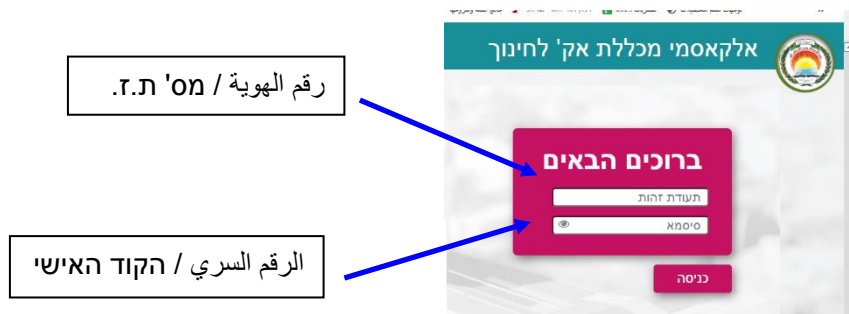 אלקאסמי מכללת אק' לחינוך
رقم الهوية / מס' ת.ז.
ברוכים הבאים
תעודת זהות
סיסמא
الرقم السري / הקוד האישי
כניסה